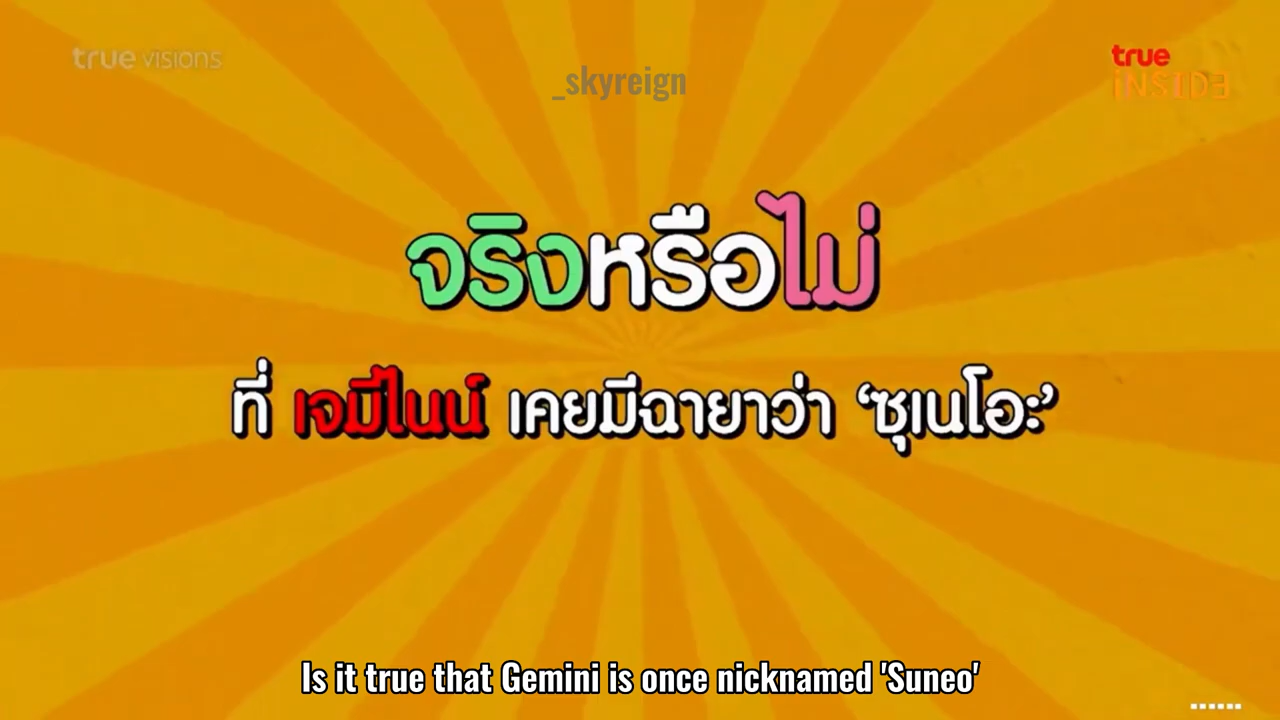 true visions
true
iNSIDE
_skyreign
จริงหรือไม่
ที่ เจมีไนน์ เคยมีฉายาว่า ‘ซุเนโอะ’
Is it true that Gemini is once nicknamed 'Suneo'